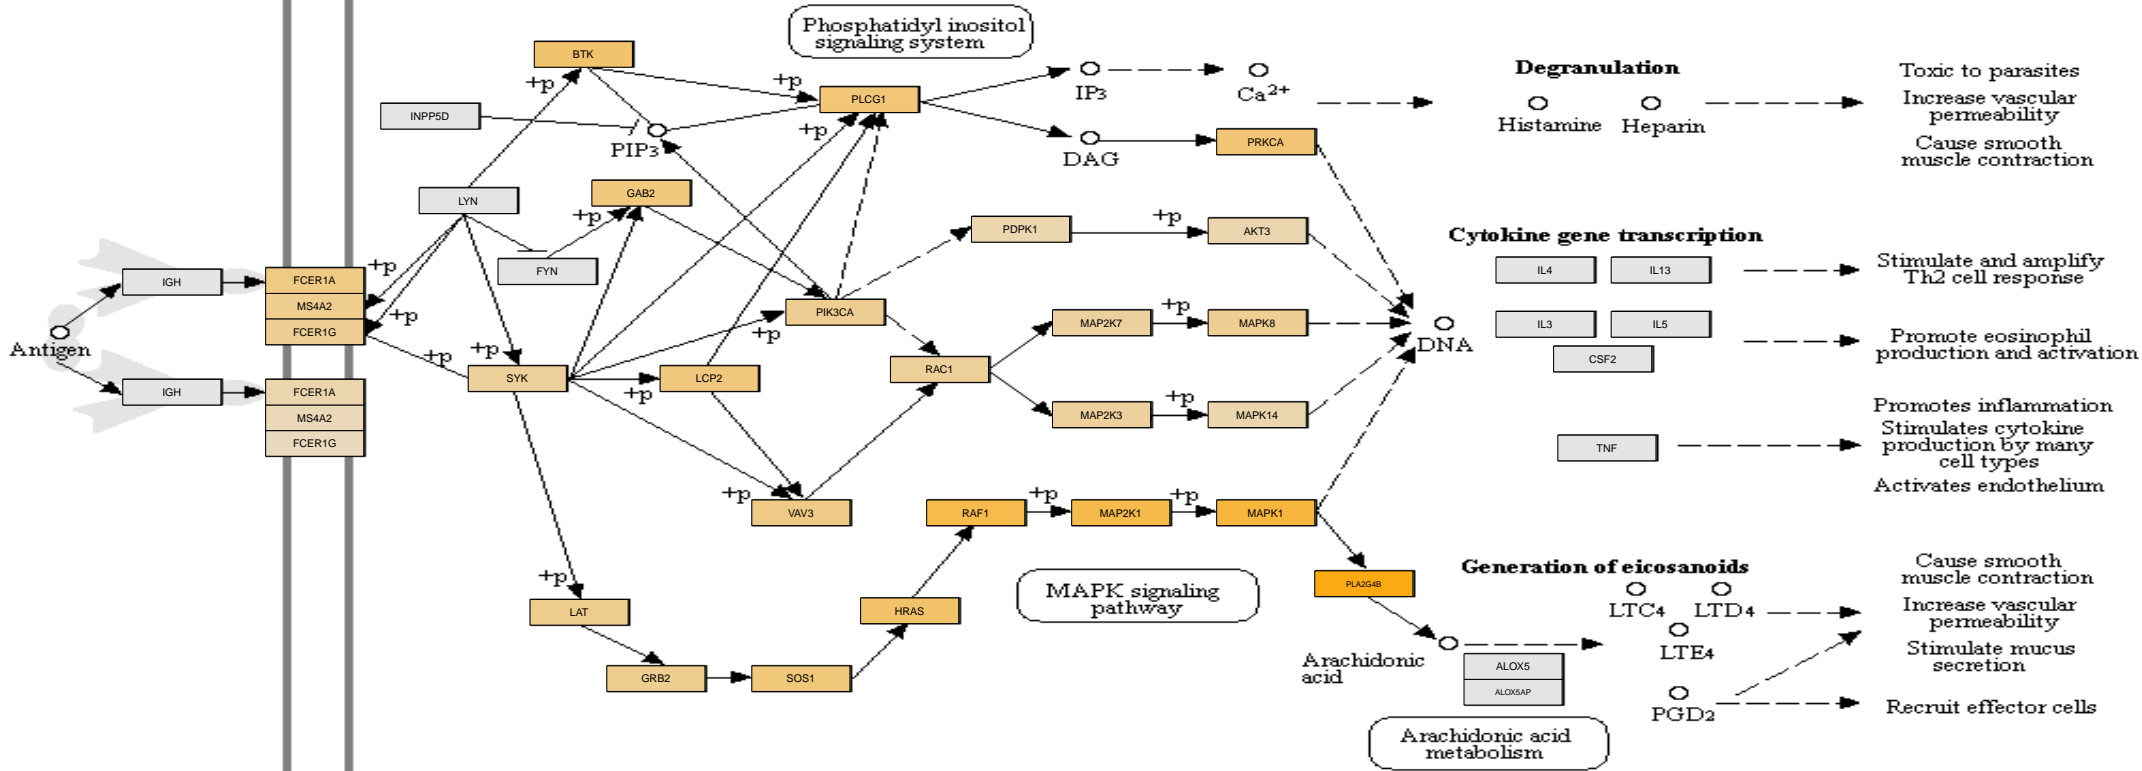 Phosphatidyl inositol
signaling system
BTK
+p
+p
PLCG1
+p
INPP5D
PIP3
IP3
Ca2+
DAG
PRKCA
Degranulation
Histamine
Heparin
Toxic to parasites
Increase vascular
permeability
Cause smooth
muscle contraction
LYN
GAB2
+p
FYN
PDPK1
+p
AKT3
Cytokine gene transcription
IL4
IL13
Stimulate and amplify
Th2 cell response
IL3
IL5
CSF2
Promote eosinophil
production and activation
IGH
FCER1A
MS4A2
FCER1G
+p
+p
+p
Antigen
IGH
FCER1A
MS4A2
FCER1G
+p
SYK
+p
LCP2
PIK3CA
+p
RAC1
MAP2K7
+p
MAPK8
MAP2K3
+p
MAPK14
DNA
TNF
Promotes inflammation
Stimulates cytokine
production by many
cell types
Activates endothelium
+p
VAV3
RAF1
+p
MAP2K1
+p
MAPK1
+p
LAT
HRAS
GRB2
SOS1
MAPK signaling
pathway
PLA2G4B
Generation of eicosanoids
LTC4
LTD4
LTE4
Arachidonic
acid
ALOX5
ALOX5AP
PGD2
Cause smooth
muscle contraction
Increase vascular
permeability
Stimulate mucus
secretion
Recruit effector cells
Arachidonic acid
metabolism